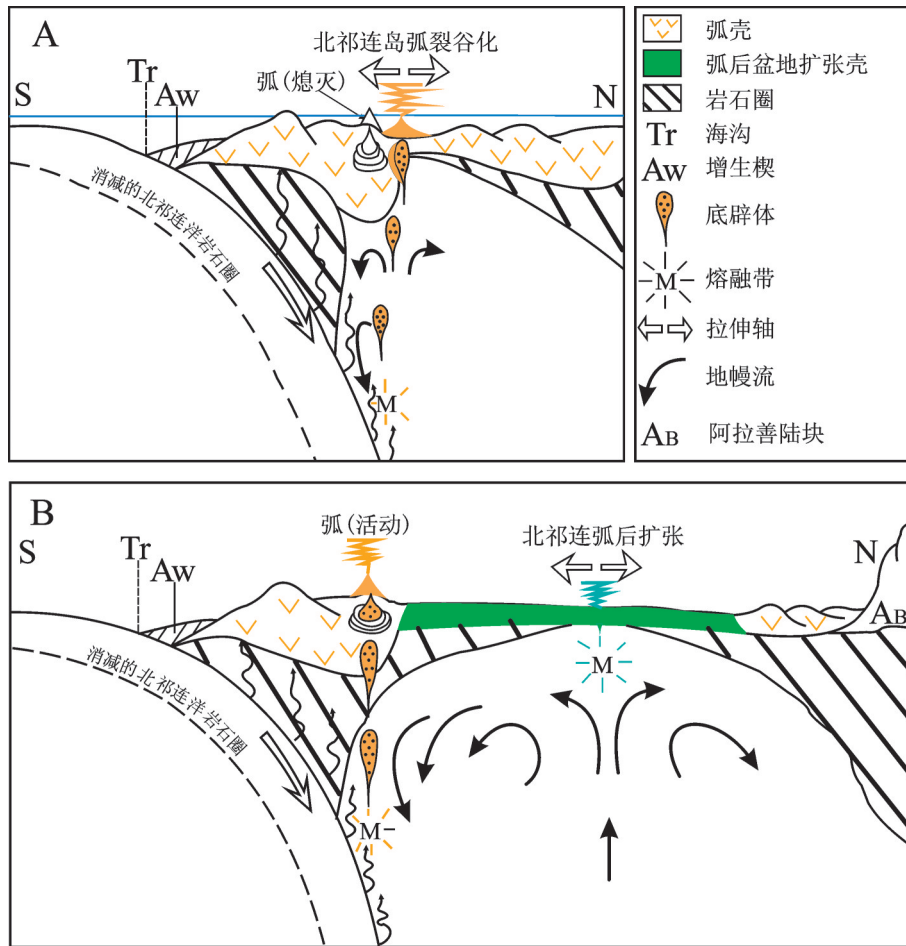 A
北祁连岛弧裂谷化
弧(熄灭)
Tr
S
Aw
N
消减的北祁连洋岩石圈
M
弧壳
弧后盆地扩张壳
岩石圈
Tr 海沟
Aw 增生楔
底辟体
M 熔融带
拉伸轴
地幔流
AB 阿拉善陆块
B
弧(活动)
北祁连弧后扩张
S
Tr
N
Aw
AB
消减的北祁连洋岩石圈
M
M